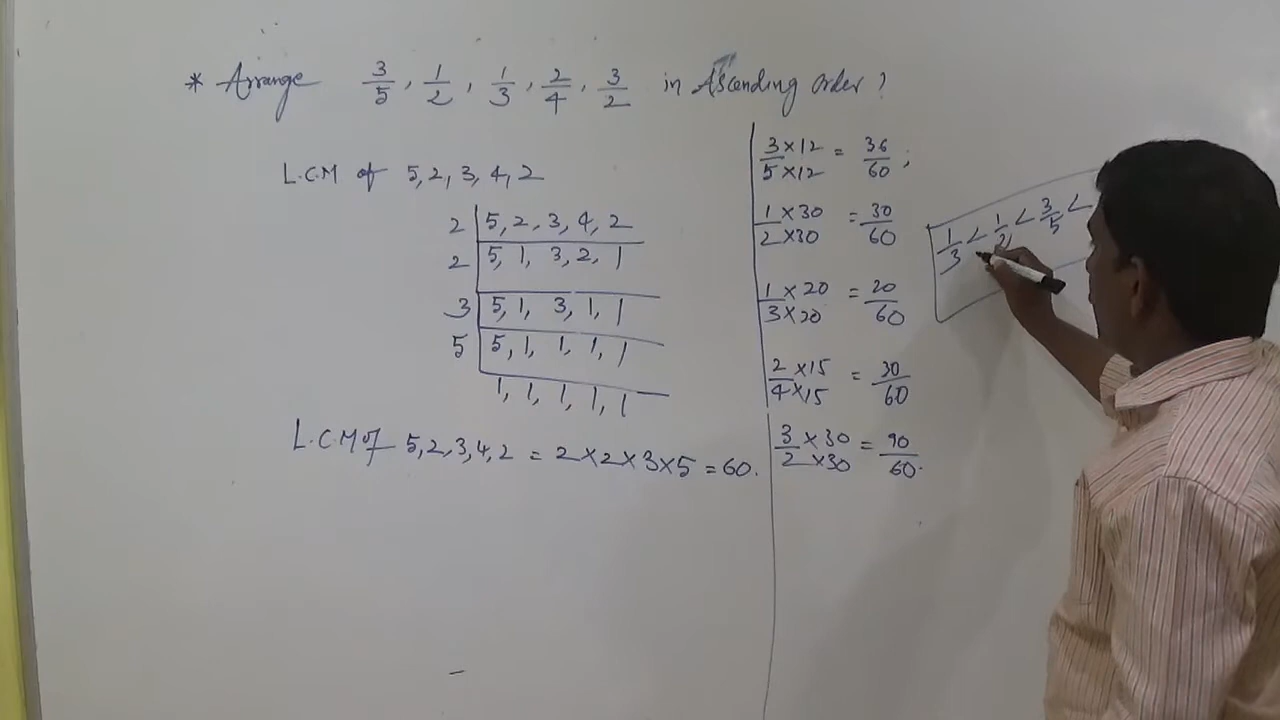 * Arrange 3/5, 1/2, 1/3, 2/4, 3/2 in Ascending order?
L.C.M of 5, 2, 3, 4, 2
2 | 5, 2, 3, 4, 2
2 | 5, 1, 3, 2, 1
3 | 5, 1, 3, 1, 1
5 | 5, 1, 1, 1, 1
1, 1, 1, 1, 1
L.C.M of 5, 2, 3, 4, 2 = 2×2×3×5 = 60.
3×12/5×12 = 36/60;
1×30/2×30 = 30/60
1×20/3×20 = 20/60
2×15/4×15 = 30/60
3×30/2×30 = 90/60.
1/3 < 1/2 < 3/5 <